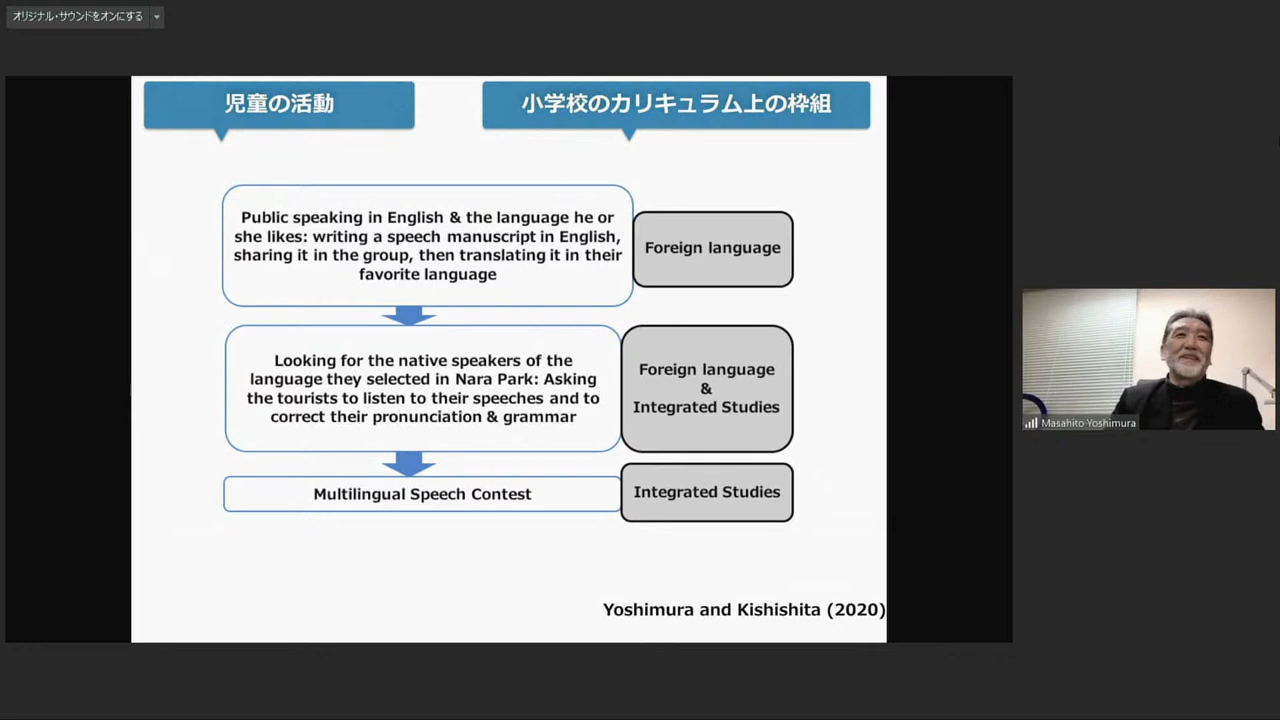 オリジナル・サウンドをオンにする
児童の活動
小学校のカリキュラム上の枠組
Public speaking in English & the language he or
she likes: writing a speech manuscript in English,
sharing it in the group, then translating it in their
favorite language
Foreign language
Looking for the native speakers of the
language they selected in Nara Park: Asking
the tourists to listen to their speeches and to
correct their pronunciation & grammar
Foreign language
&
Integrated Studies
Multilingual Speech Contest
Integrated Studies
Yoshimura and Kishishita (2020)
Masahito Yoshimura